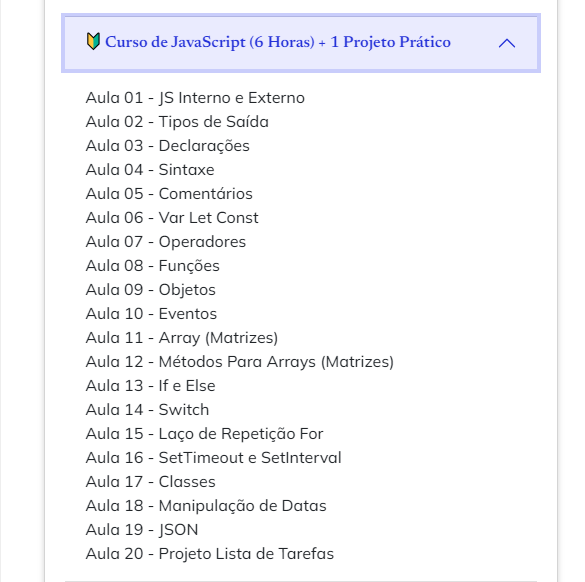 🔰 Curso de JavaScript (6 Horas) + 1 Projeto Prático
Aula 01 - JS Interno e Externo
Aula 02 - Tipos de Saída
Aula 03 - Declarações
Aula 04 - Sintaxe
Aula 05 - Comentários
Aula 06 - Var Let Const
Aula 07 - Operadores
Aula 08 - Funções
Aula 09 - Objetos
Aula 10 - Eventos
Aula 11 - Array (Matrizes)
Aula 12 - Métodos Para Arrays (Matrizes)
Aula 13 - If e Else
Aula 14 - Switch
Aula 15 - Laço de Repetição For
Aula 16 - SetTimeout e SetInterval
Aula 17 - Classes
Aula 18 - Manipulação de Datas
Aula 19 - JSON
Aula 20 - Projeto Lista de Tarefas